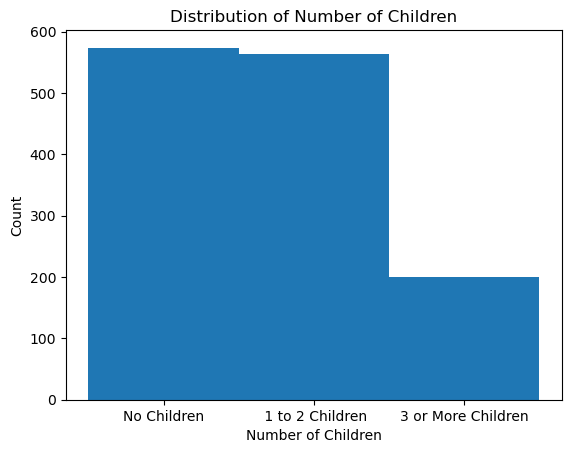 Distribution of Number of Children
600
500
400
300
200
100
0
Count
No Children 1 to 2 Children 3 or More Children
Number of Children